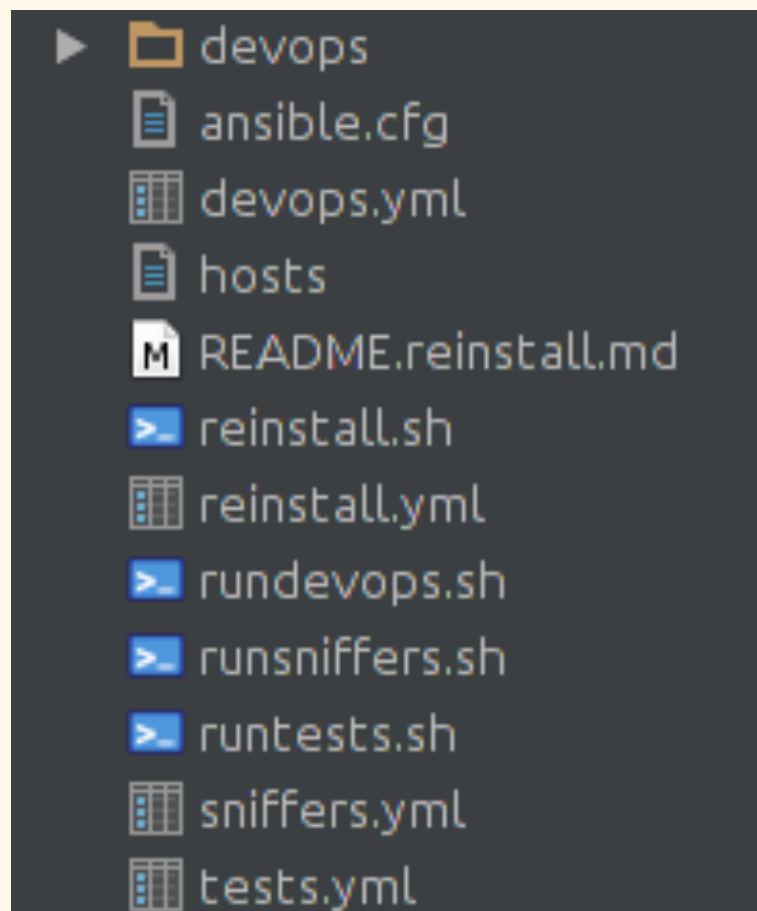 devops
ansible.cfg
devops.yml
hosts
M README.reinstall.md
>_ reinstall.sh
reinstall.yml
>_ rundevops.sh
>_ runsniffers.sh
>_ runtests.sh
sniffers.yml
tests.yml